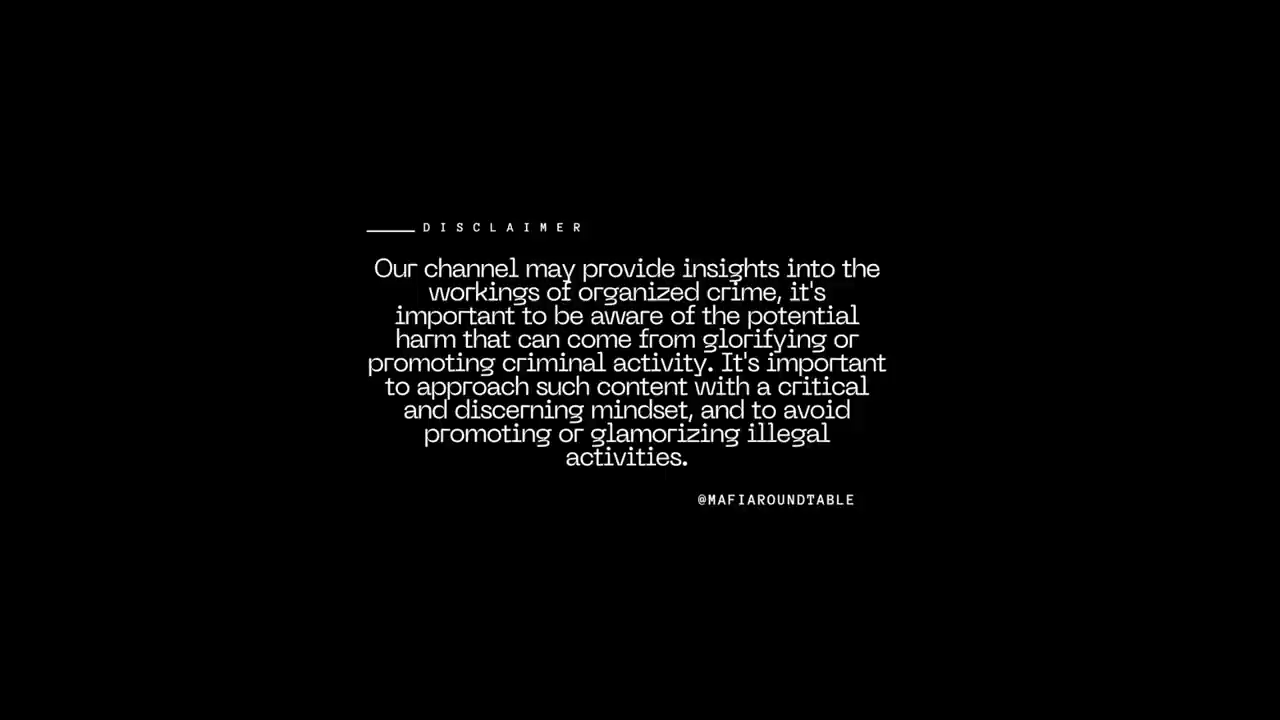 DISCLAIMER
Our channel may provide insights into the
workings of organized crime, it's
important to be aware of the potential
harm that can come from glorifying or
promoting criminal activity. It's important
to approach such content with a critical
and discerning mindset, and to avoid
promoting or glamorizing illegal
activities.
@MAFIAROUNDTABLE